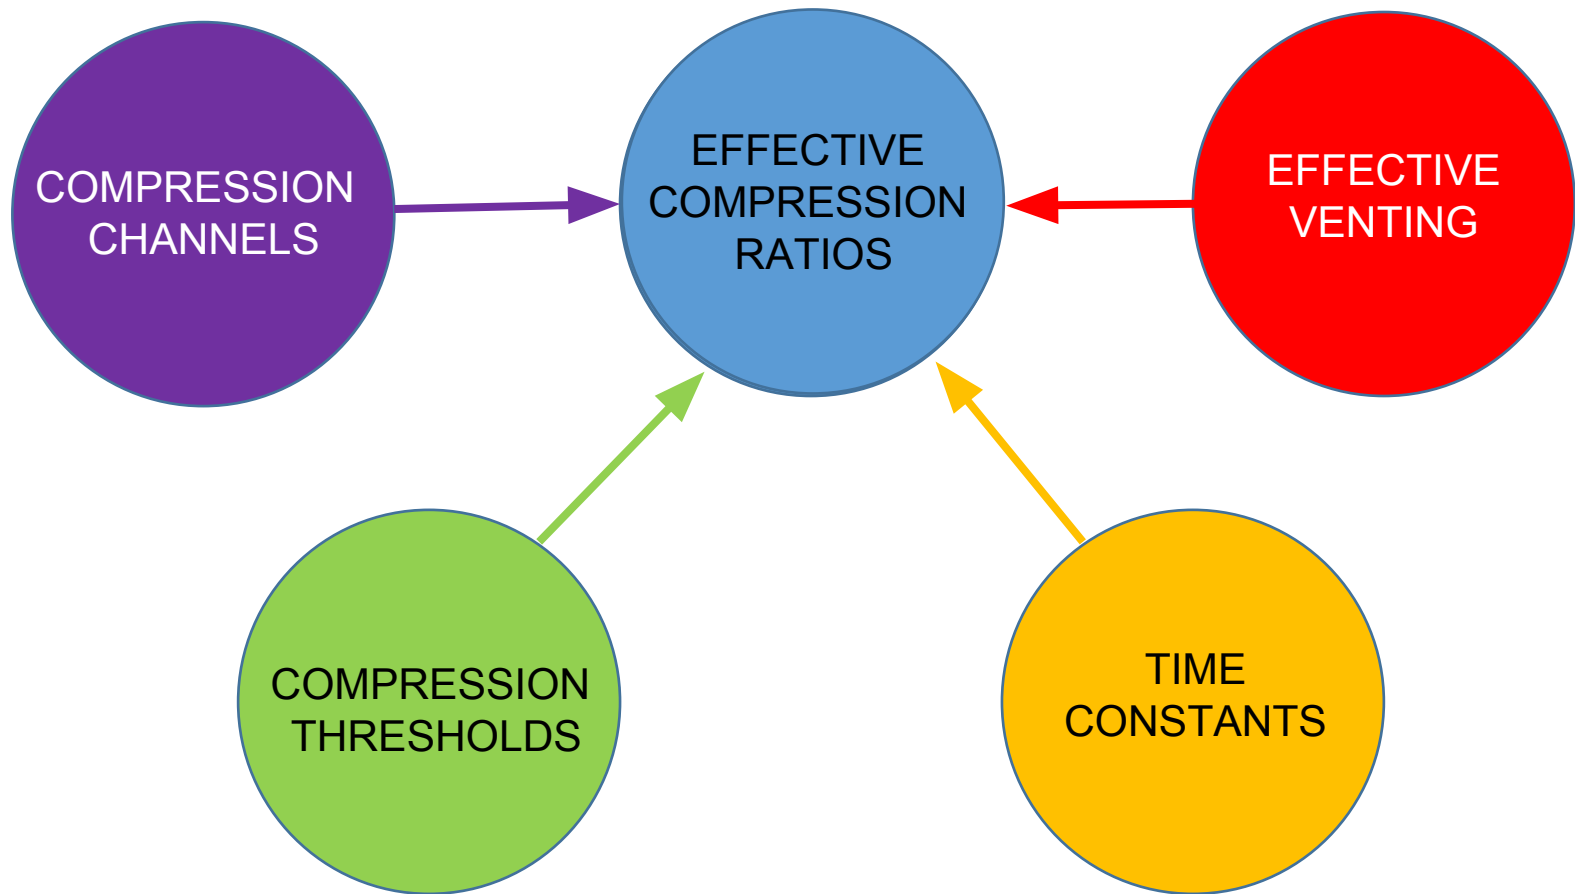 COMPRESSION
CHANNELS
EFFECTIVE
COMPRESSION
RATIOS
EFFECTIVE
VENTING
COMPRESSION
THRESHOLDS
TIME
CONSTANTS